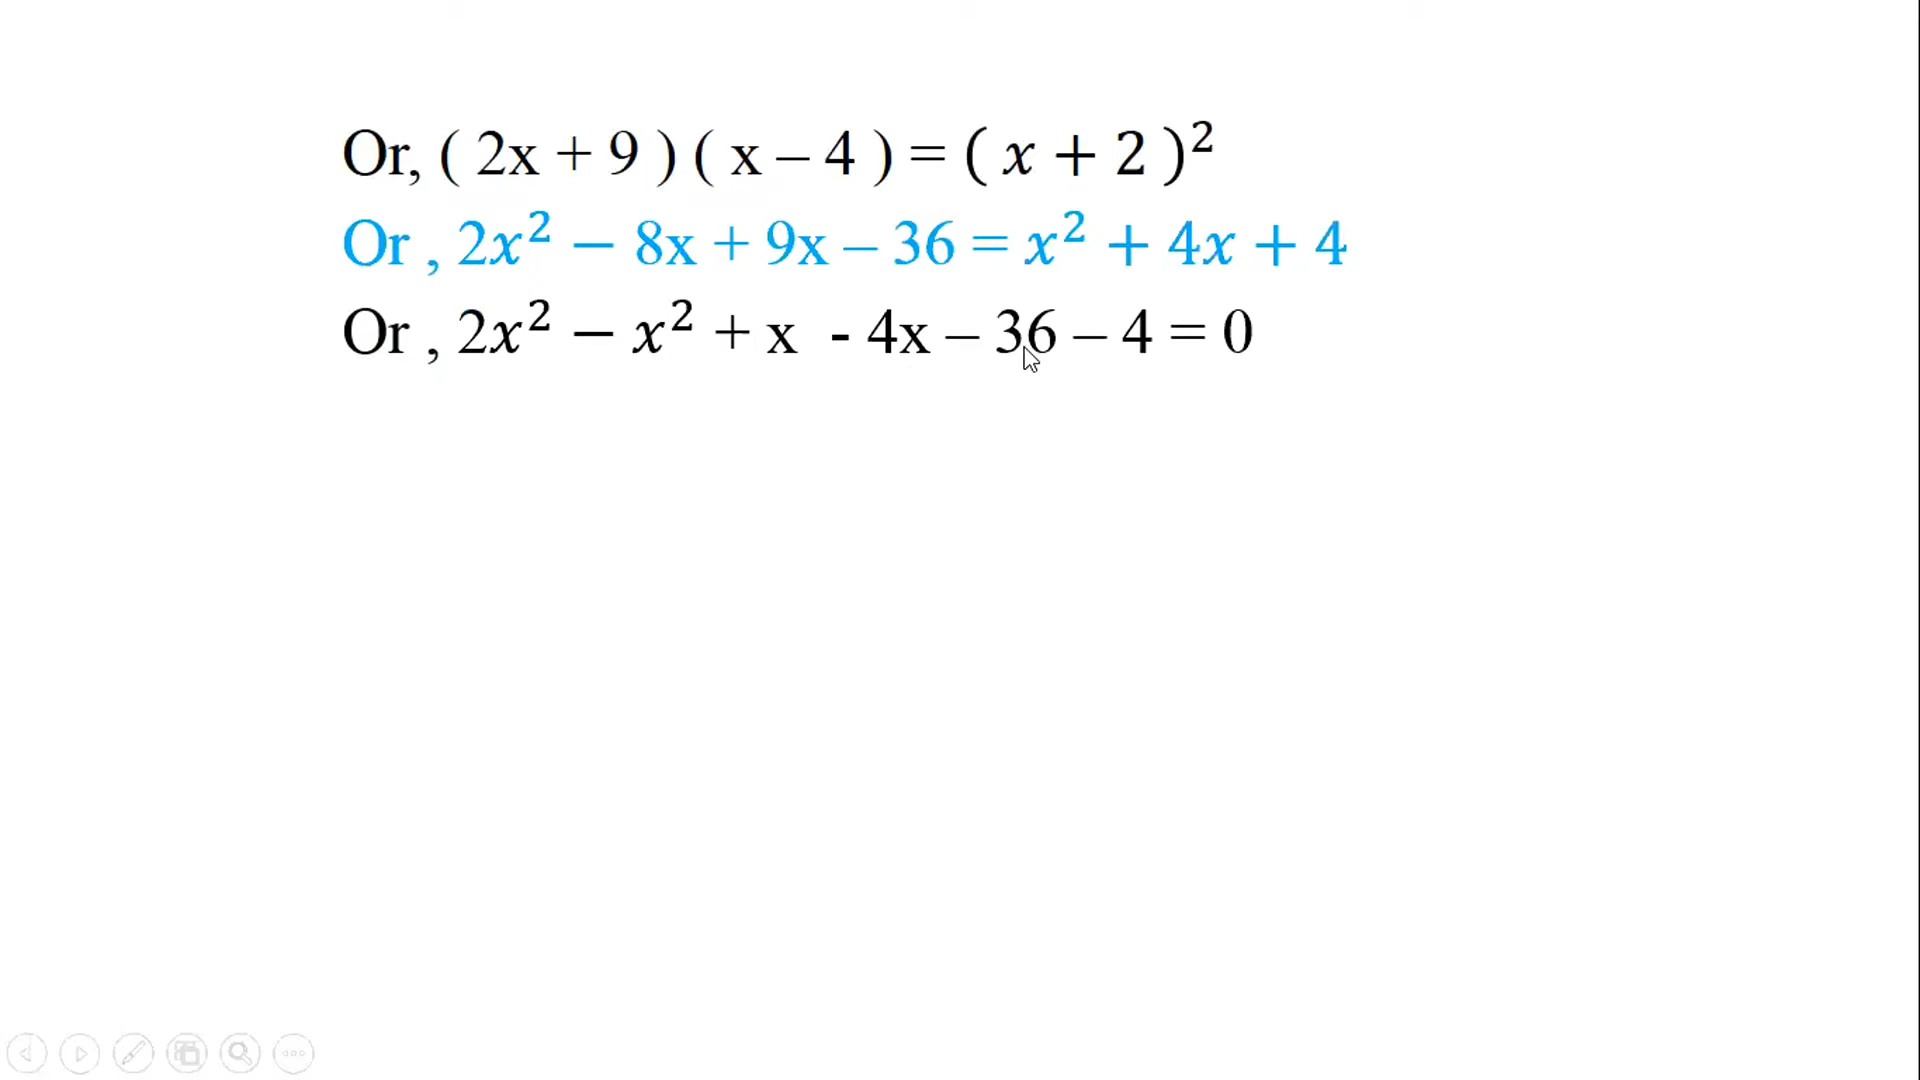 Or, ( 2x + 9 ) ( x – 4 ) = ( 𝑥 + 2 )²
Or , 2𝑥² − 8x + 9x – 36 = 𝑥² + 4𝑥 + 4
Or , 2𝑥² − 𝑥² + x - 4x – 36 – 4 = 0